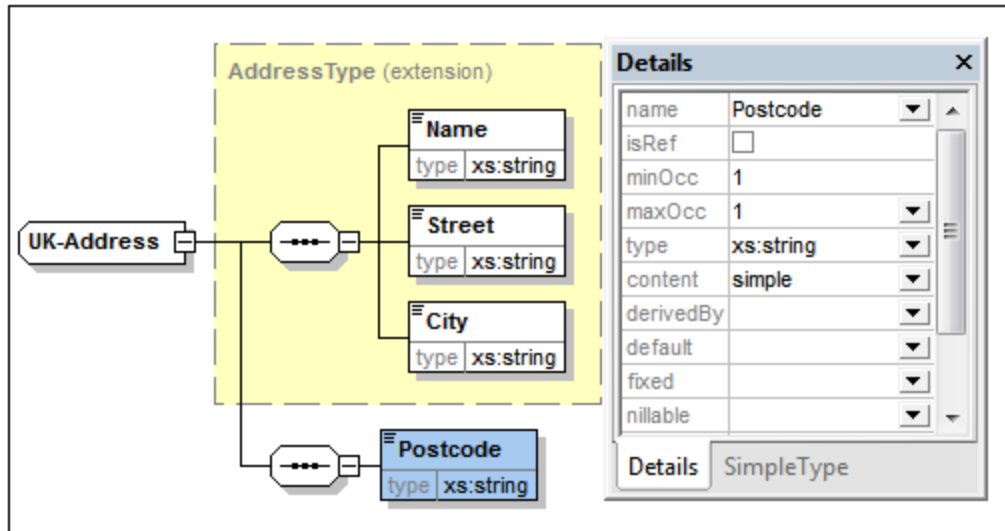 AddressType (extension)
Name
type xs:string
Street
type xs:string
UK-Address
City
type xs:string
Postcode
type xs:string
Details
name Postcode
isRef
minOcc 1
maxOcc 1
type xs:string
content simple
derivedBy
default
fixed
nillable
Details SimpleType